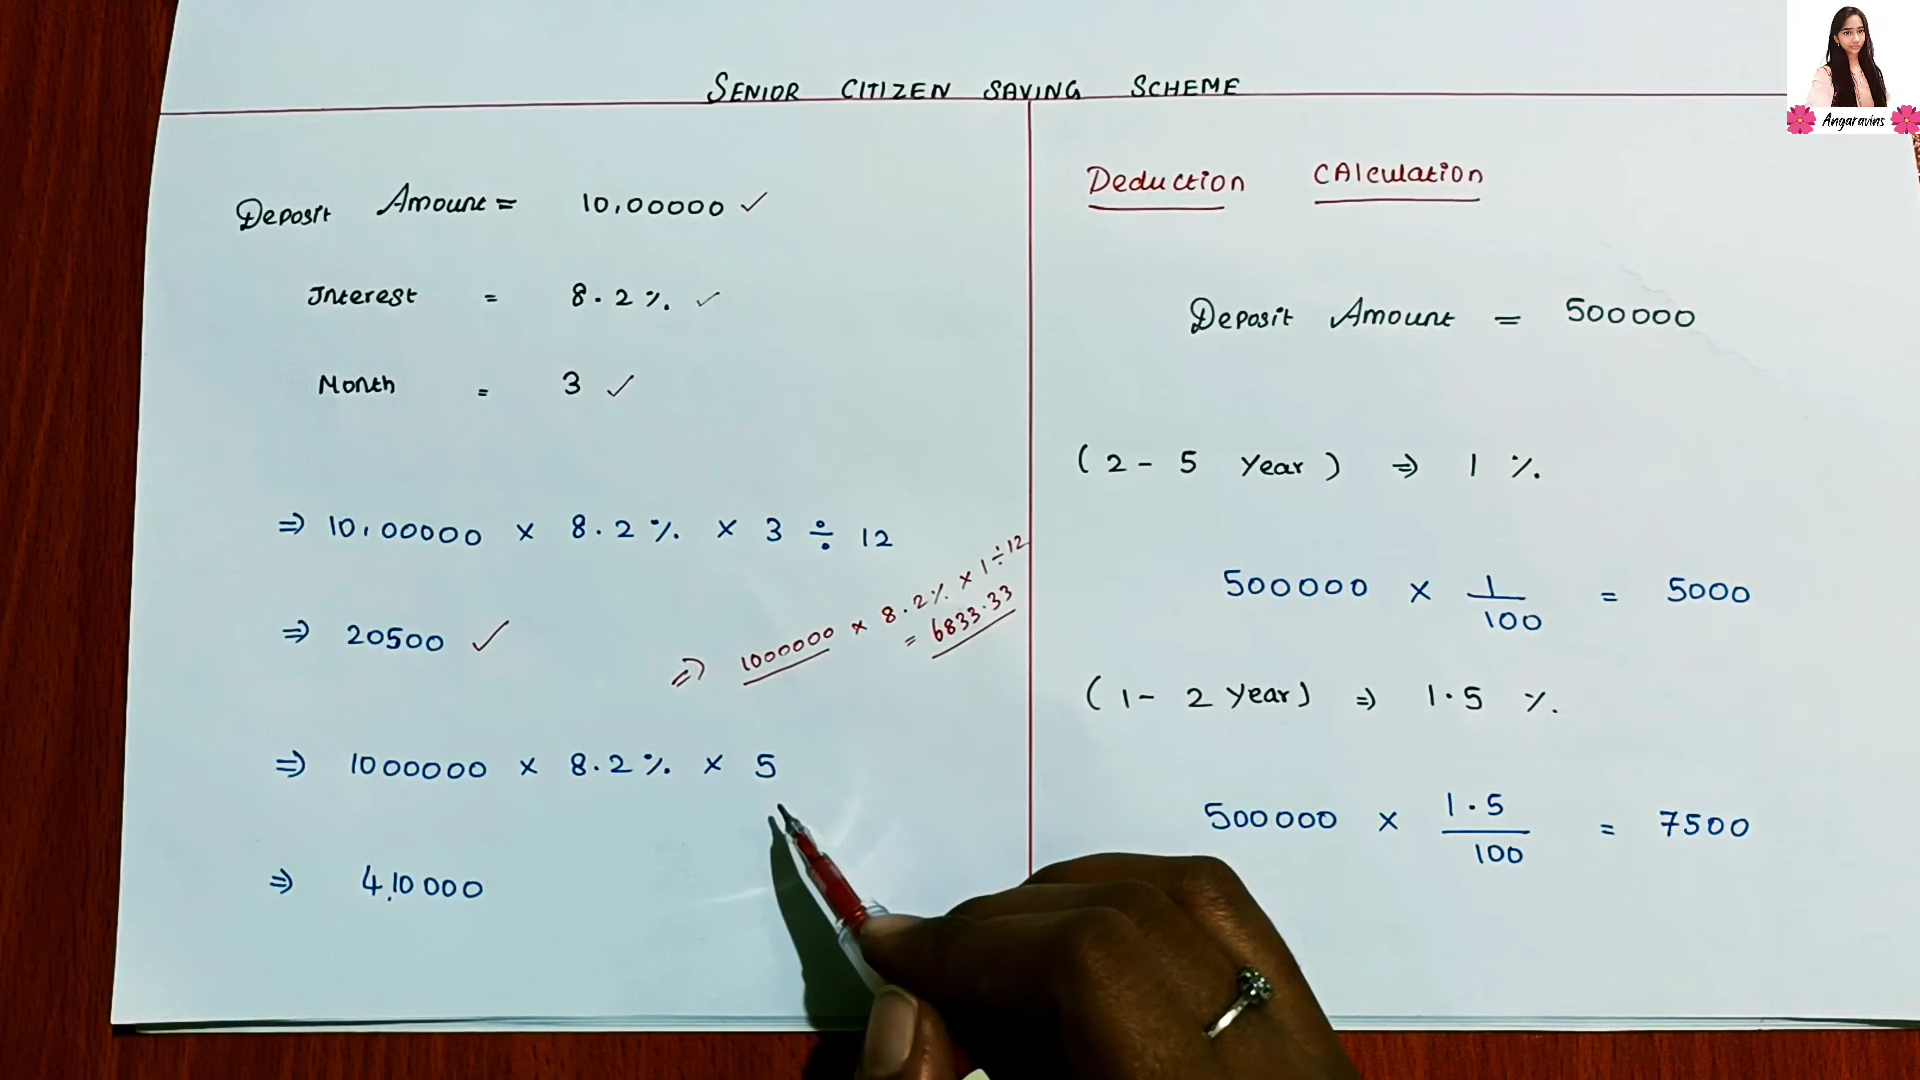 SENIOR CITIZEN SAVING SCHEME
Angaravins
Deposit Amount = 10,00000 ✓
Interest = 8.2 %. ✓
Month = 3 ✓
⇒ 10,00000 × 8.2 %. × 3 ÷ 12
⇒ 20500 ✓
⇒ 1000000 × 8.2 %. × 1 ÷ 12
= 6833.33
⇒ 1000000 × 8.2 %. × 5
⇒ 4,10000
Deduction CAlculation
Deposit Amount = 500000
(2 - 5 Year) ⇒ 1 %.
500000 × 1/100 = 5000
(1 - 2 Year) ⇒ 1.5 %.
500000 × 1.5/100 = 7500